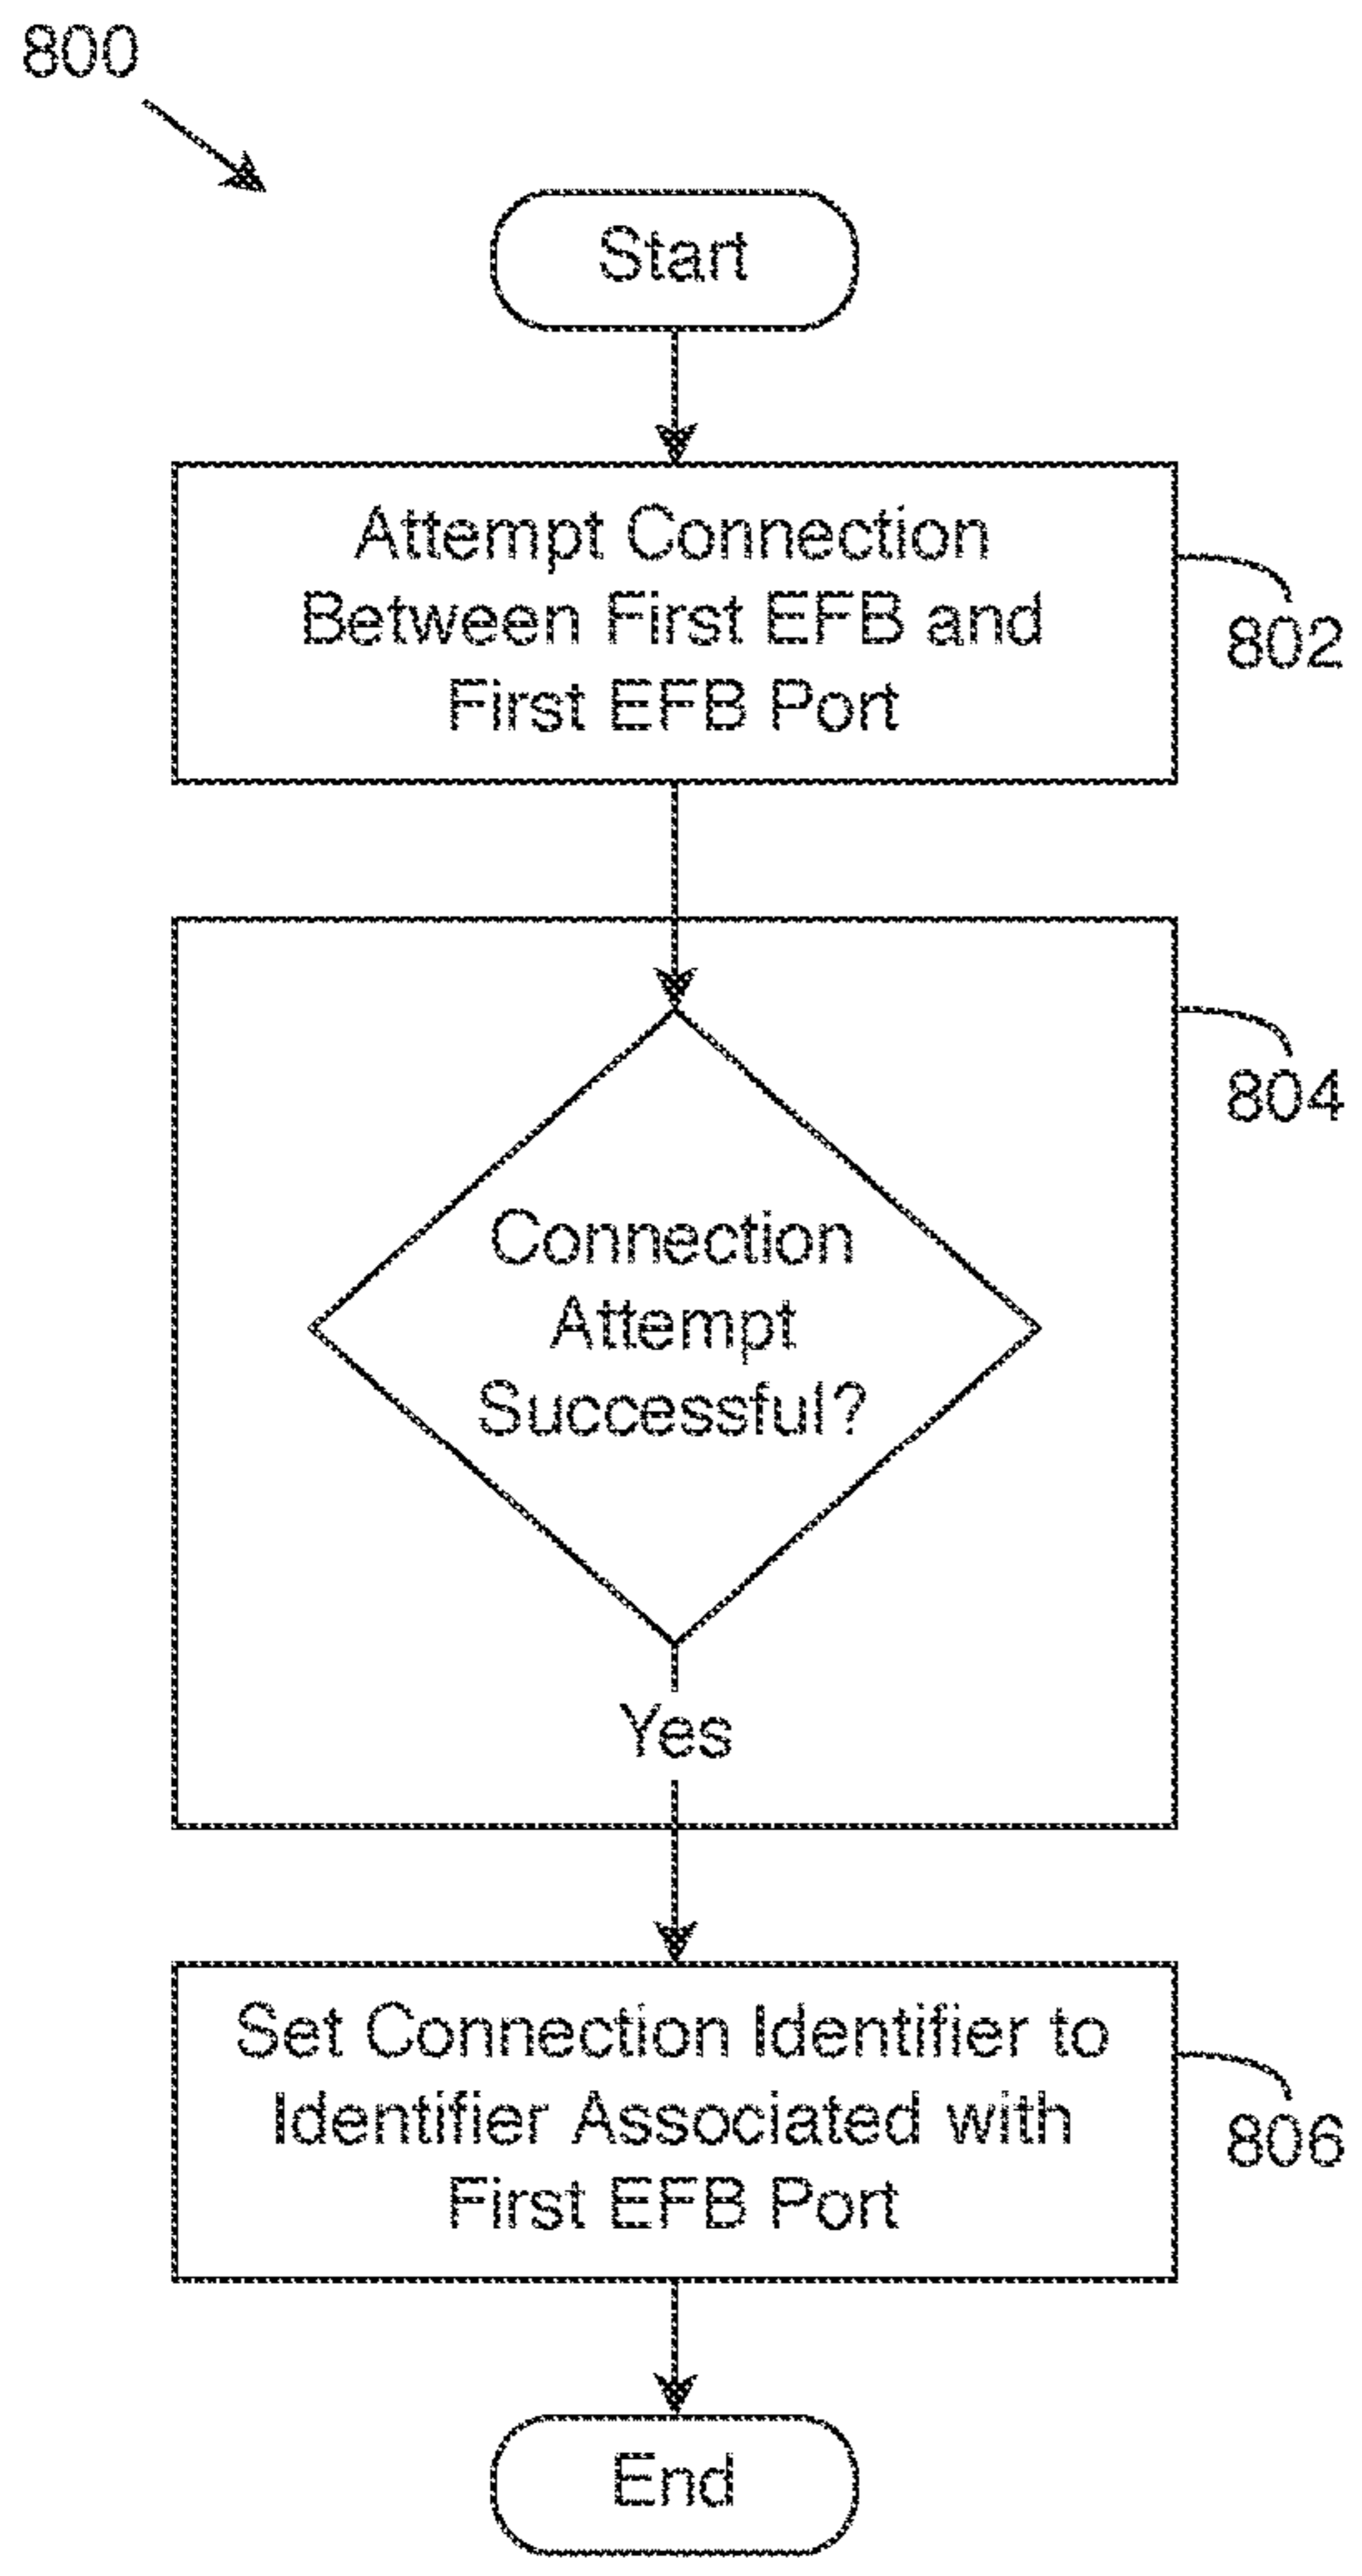 800
Start
Attempt Connection
Between First EFB and
First EFB Port
802
804
Connection
Attempt
Successful?
Yes
Set Connection Identifier to
Identifier Associated with
First EFB Port
806
End